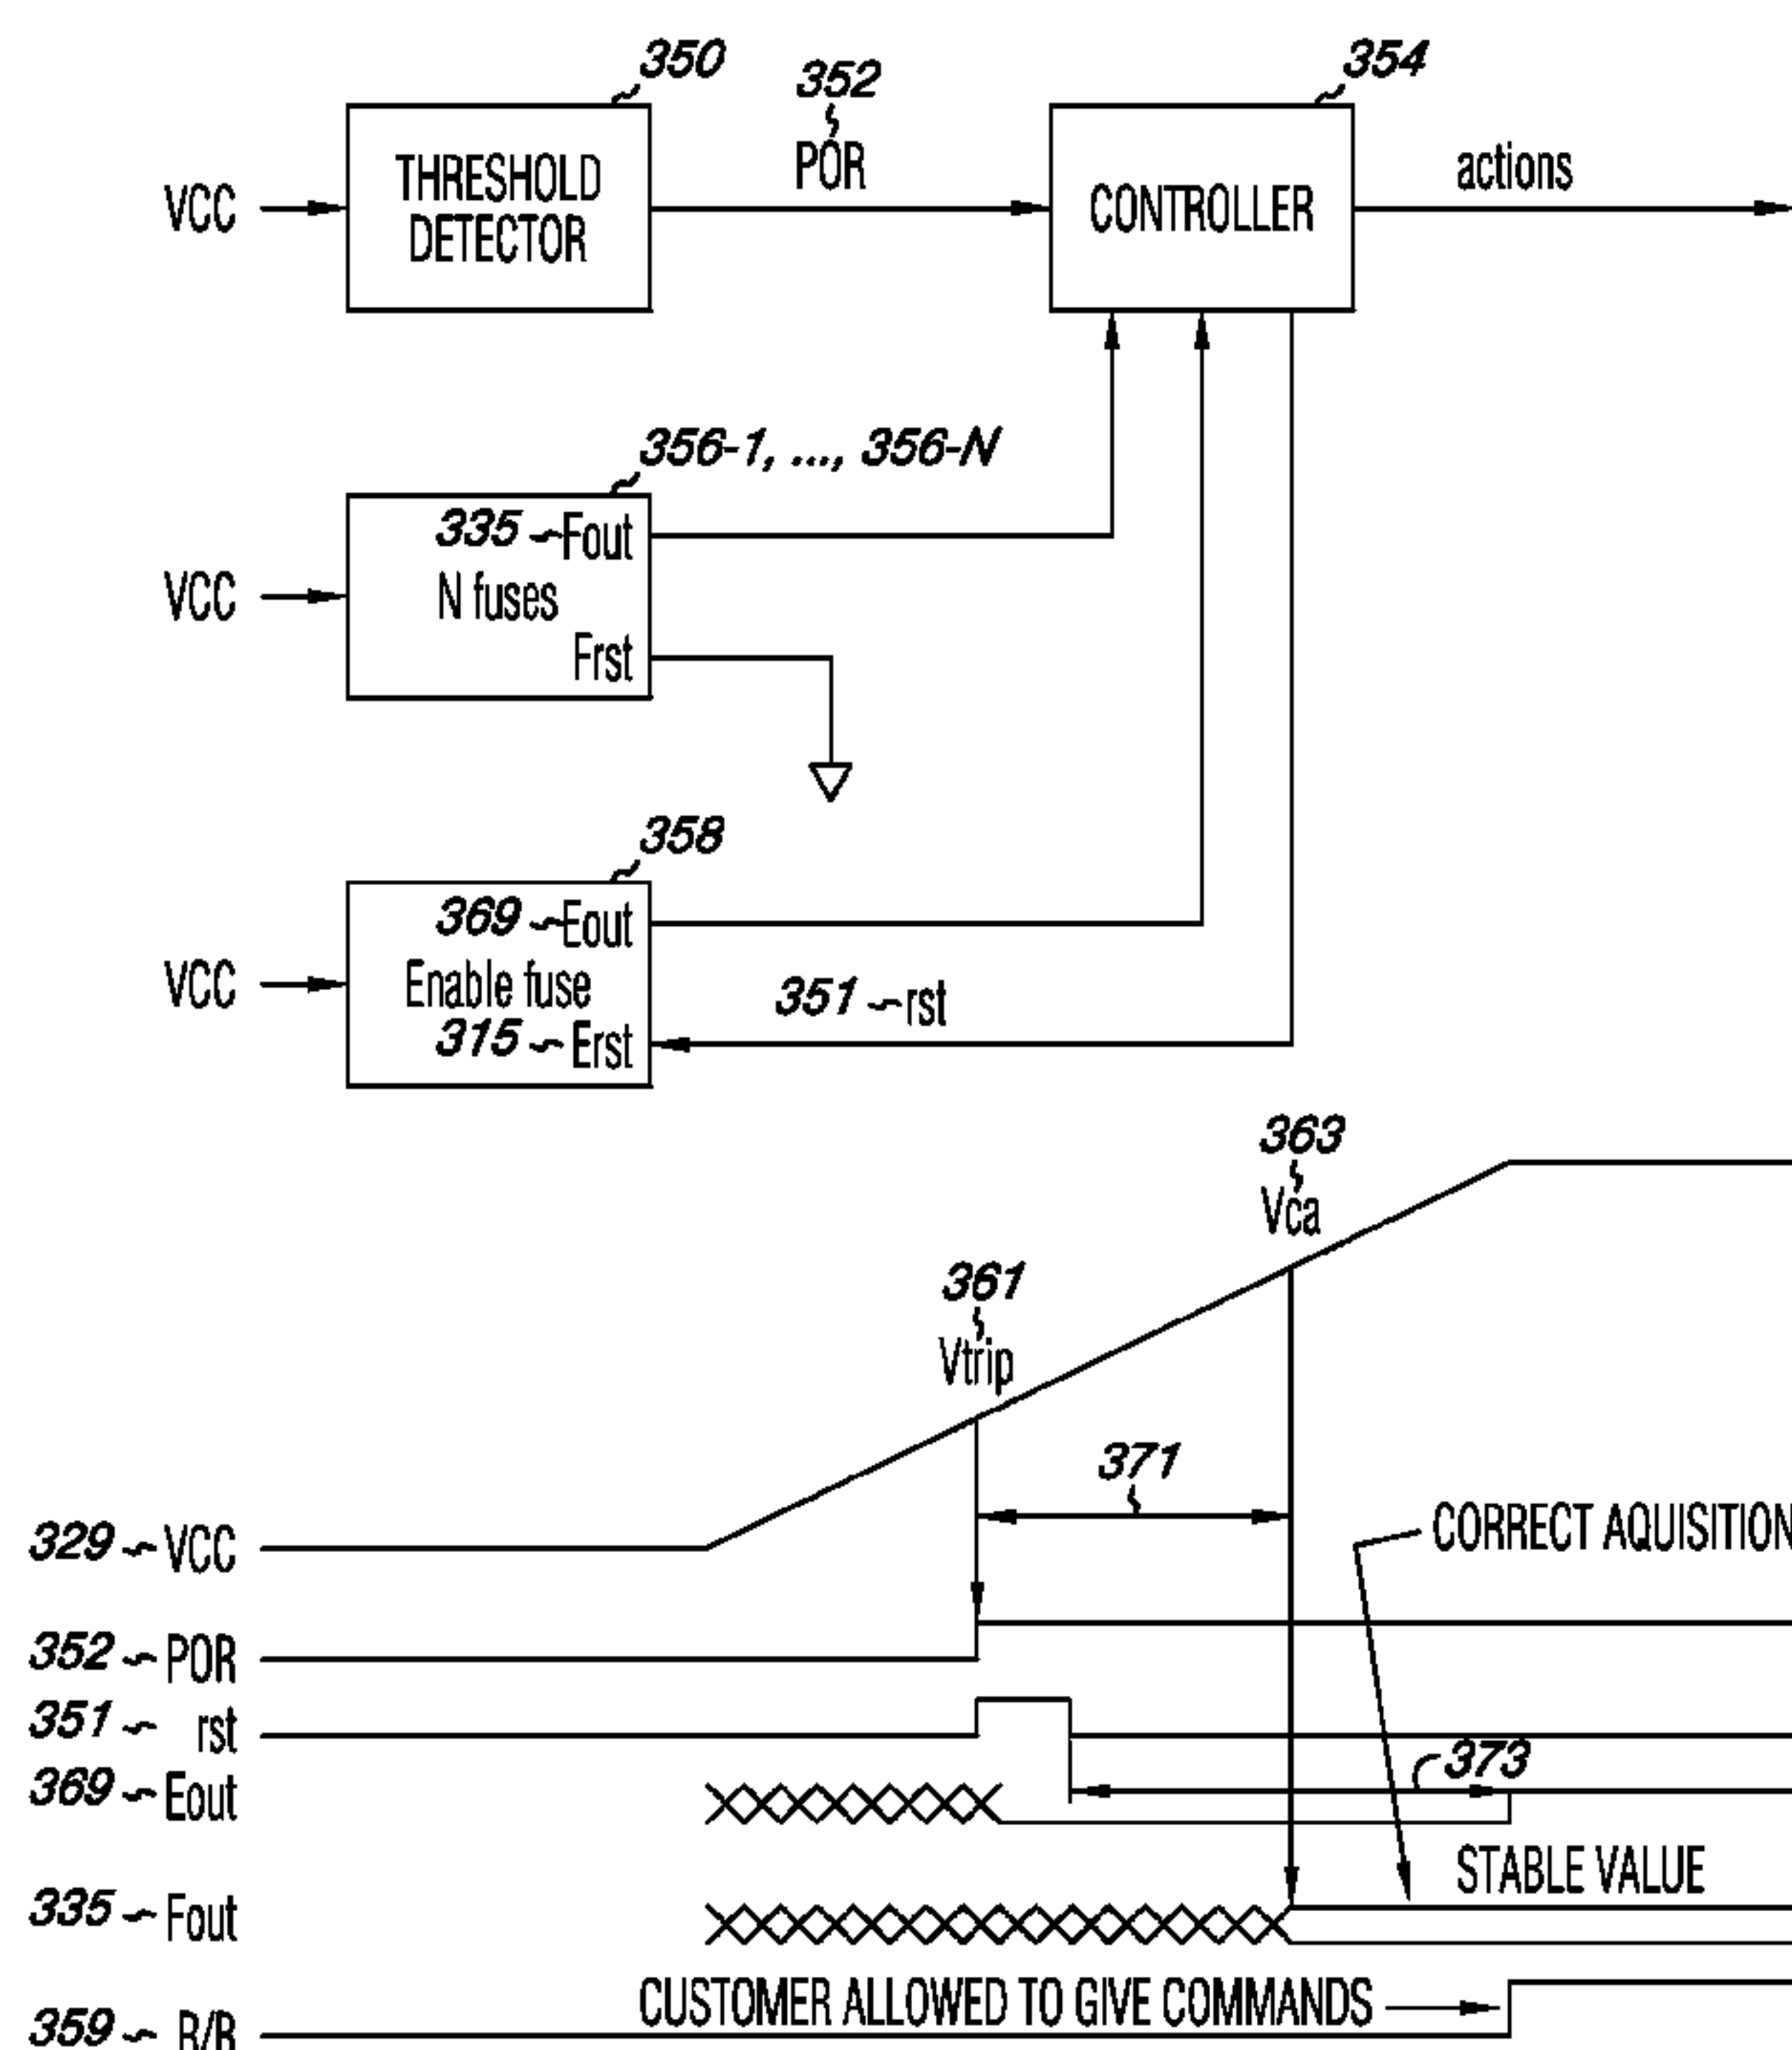 350
352
354
THRESHOLD
DETECTOR
POR
CONTROLLER
actions
VCC
356-1, ..., 356-N
335 Fout
N fuses
Frst
VCC
358
369 Eout
Enable fuse
315 Erst
351 rst
VCC
363
Vca
361
Vtrip
371
CORRECT AQUISITION
329 VCC
352 POR
351 rst
373
369 Eout
STABLE VALUE
335 Fout
CUSTOMER ALLOWED TO GIVE COMMANDS
359